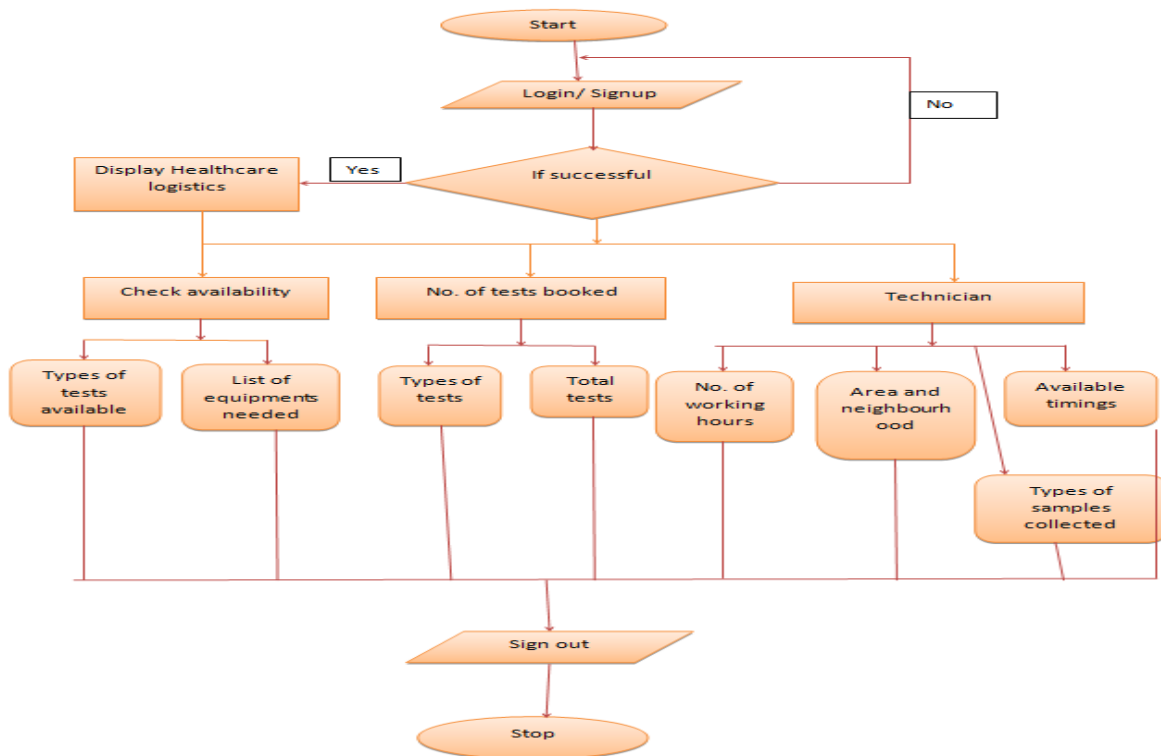 Start
Login/ Signup
No
Display Healthcare
logistics
Yes
If successful
Check availability
No. of tests booked
Technician
Types of
tests
available
List of
equipments
needed
Types of
tests
Total
tests
No. of
working
hours
Area and
neighbourh
ood
Available
timings
Types of
samples
collected
Sign out
Stop